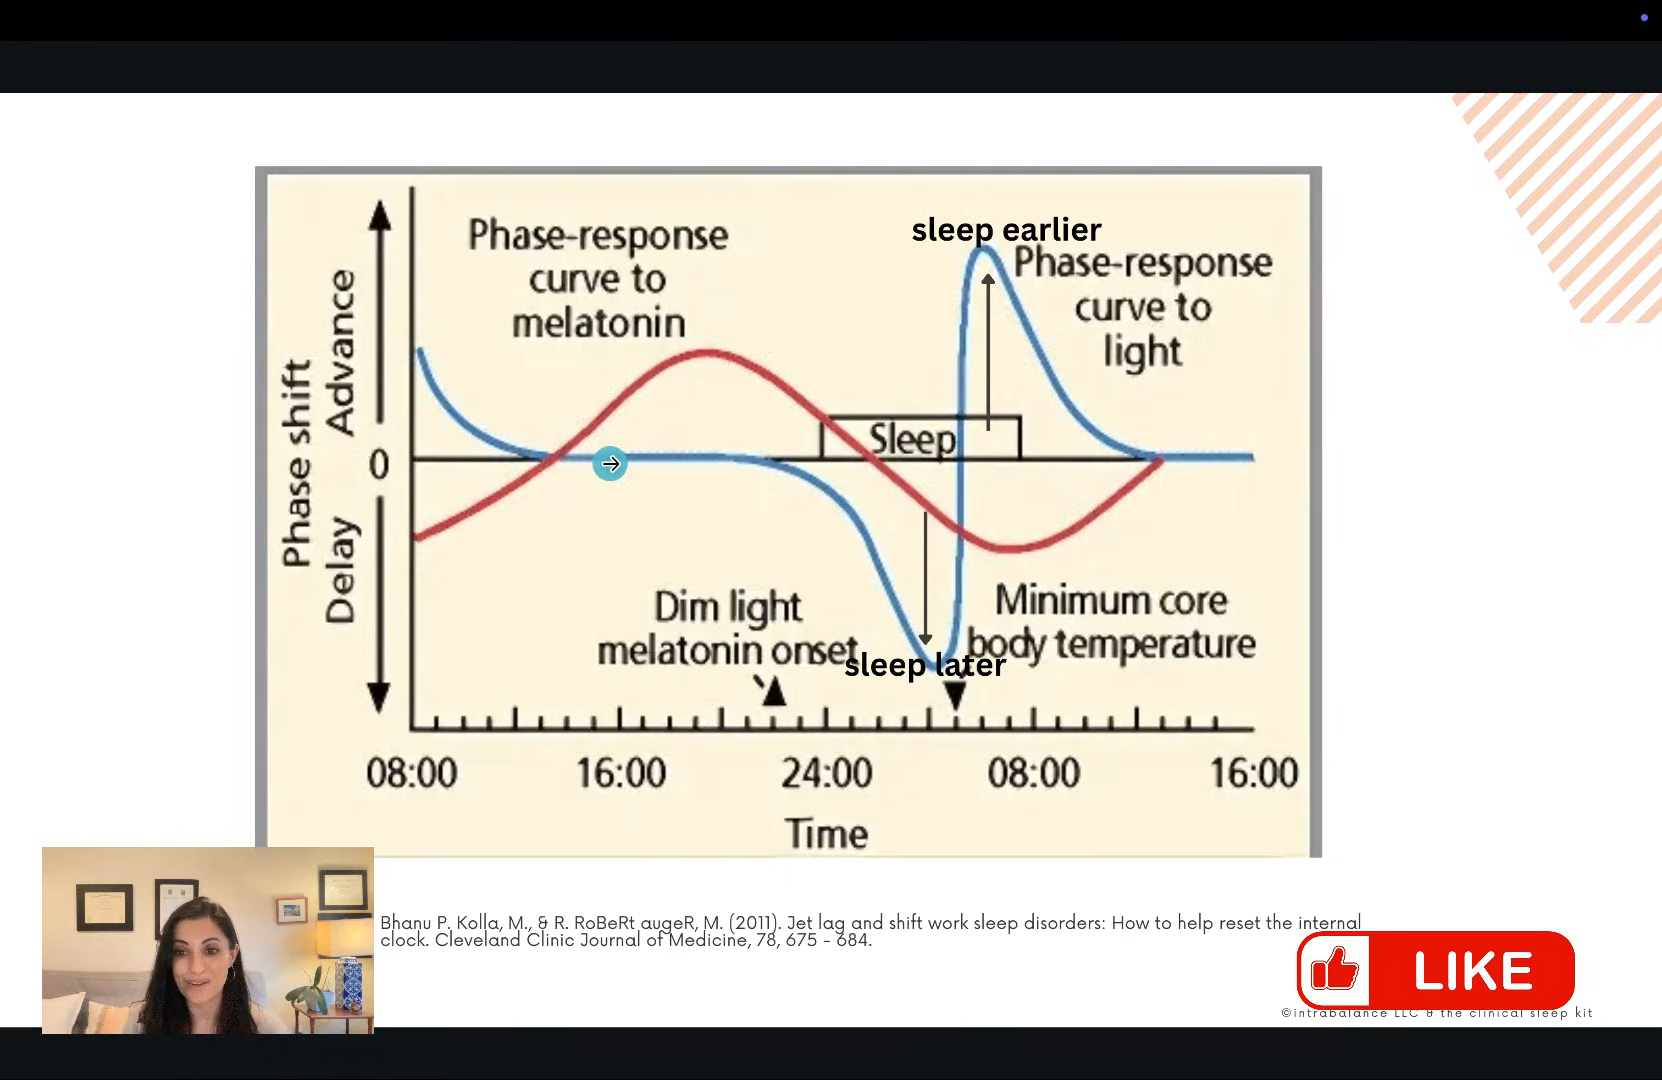 Phase-response
curve to
melatonin
sleep earlier
Phase-response
curve to
light
Phase shift
Advance
0
Delay
Sleep
Dim light
melatonin onset
sleep later
Minimum core
body temperature
08:00 16:00 24:00 08:00 16:00
Time
Bhanu P. Kolla, M., & R. RoBeRt augeR, M. (2011). Jet lag and shift work sleep disorders: How to help reset the internal
clock. Cleveland Clinic Journal of Medicine, 78, 675 - 684.
LIKE
©intrabalance LLC & the clinical sleep kit